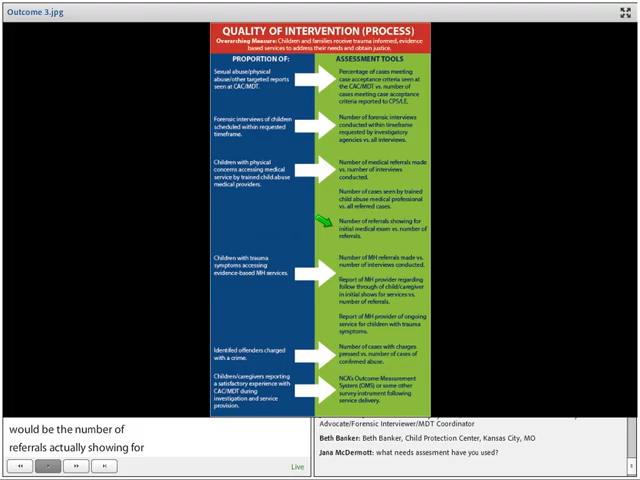 Outcome 3.jpg
QUALITY OF INTERVENTION (PROCESS)
Overarching Measure: Children and families receive trauma informed, evidence
based services to address their needs and obtain justice.
PROPORTION OF:
ASSESSMENT TOOLS
Sexual abuse/physical
abuse/other targeted reports
seen at CAC/MDT.
Percentage of cases meeting
case acceptance criteria seen at
the CAC/MDT vs. number of
cases meeting case acceptance
criteria reported to CPS/LE.
Forensic interviews of children
scheduled within requested
timeframe.
Number of forensic interviews
conducted within timeframe
requested by investigatory
agencies vs. all interviews.
Children with physical
concerns accessing medical
service by trained child abuse
medical providers.
Number of medical referrals made
vs. number of interviews
conducted.
Number of cases seen by trained
child abuse medical professional
vs. all referred cases.
Number of referrals showing for
initial medical exam vs. number of
referrals.
Children with trauma
symptoms accessing
evidence-based MH services.
Number of MH referrals made vs.
number of interviews conducted.
Report of MH provider regarding
follow through of child/caregiver
in initial shows for services vs.
number of referrals.
Report of MH provider of ongoing
service for children with trauma
symptoms.
Identifed offenders charged
with a crime.
Number of cases with charges
pressed vs. number of cases of
confirmed abuse.
Children/caregivers reporting
a satisfactory experience with
CAC/MDT during
investigation and service
provision.
NCA's Outcome Measurement
System (OMS) or some other
survey instrument following
service delivery.
would be the number of
referrals actually showing for
Live
Advocate/Forensic Interviewer/MDT Coordinator
Beth Banker: Beth Banker, Child Protection Center, Kansas City, MO
Jana McDermott: what needs assesment have you used?